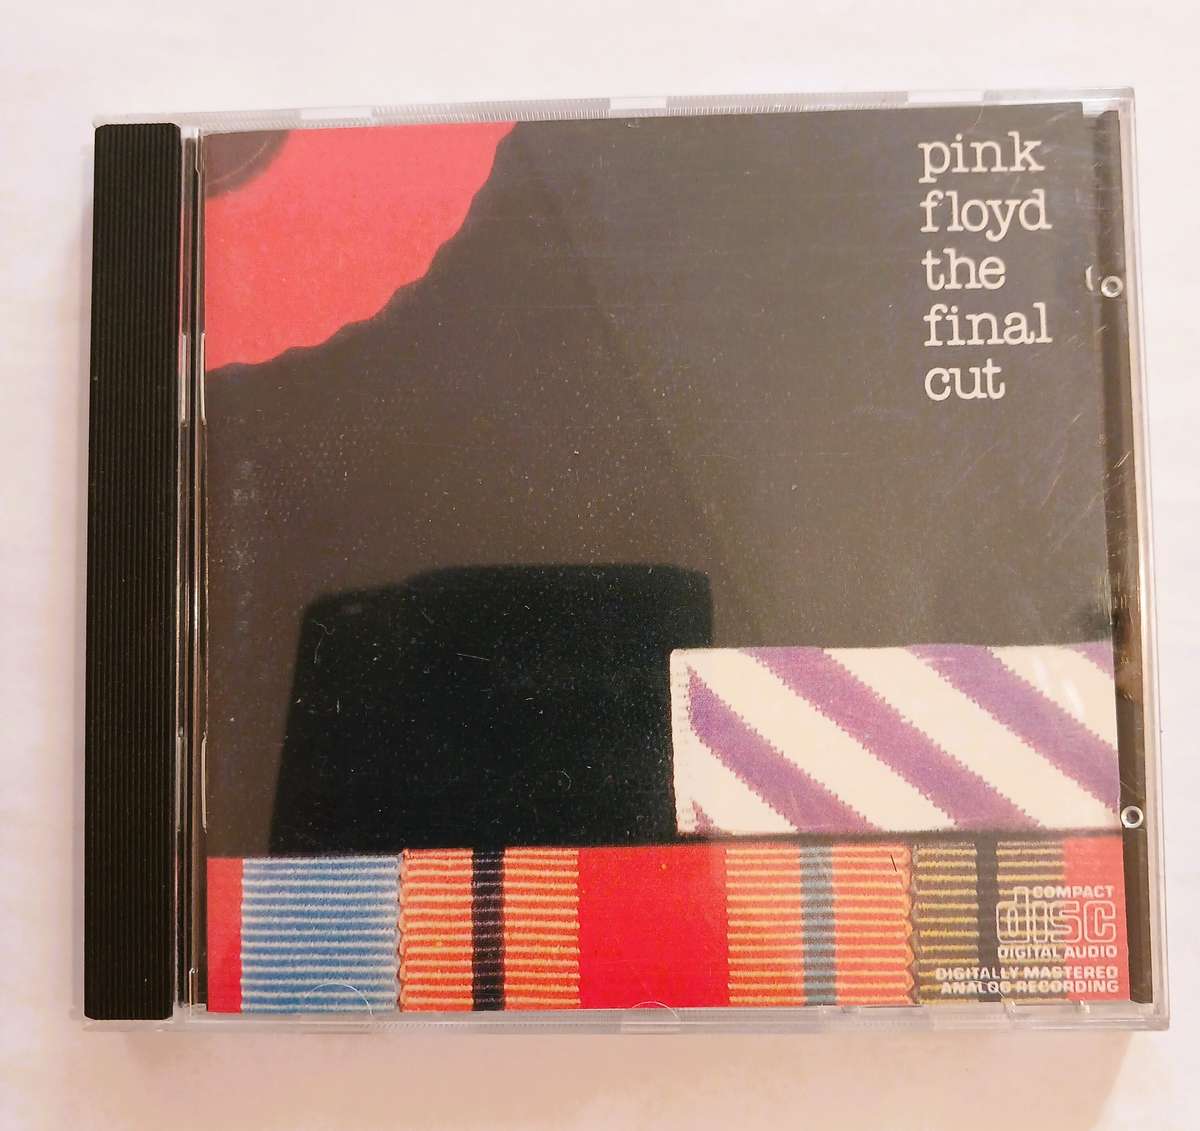 pink
floyd
the
final
cut
COMPACT
disc
DIGITAL AUDIO
DIGITALLY MASTERED
ANALOG RECORDING